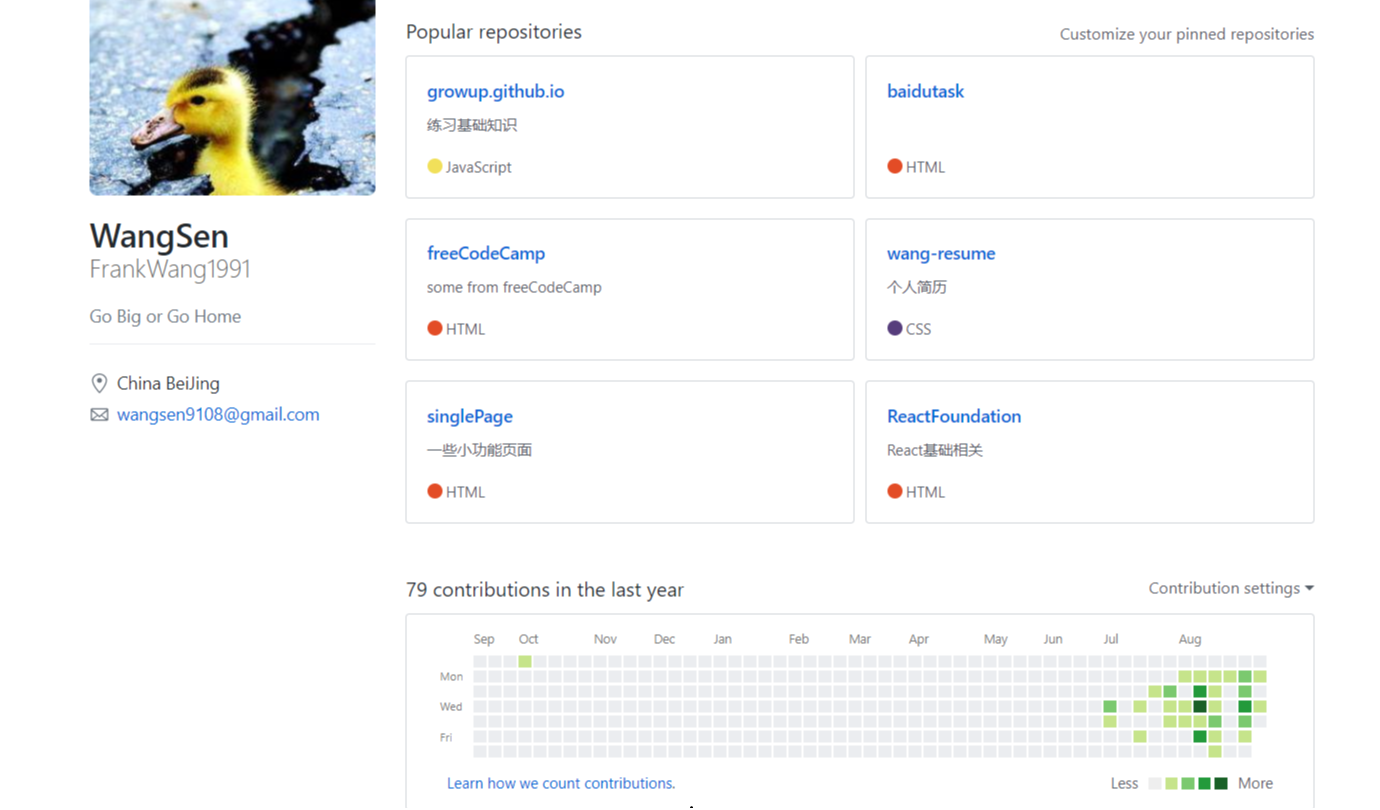 WangSen
FrankWang1991
Go Big or Go Home
China BeiJing
wangsen9108@gmail.com
Popular repositories
Customize your pinned repositories
growup.github.io
练习基础知识
JavaScript
baidutask
HTML
freeCodeCamp
some from freeCodeCamp
HTML
wang-resume
个人简历
CSS
singlePage
一些小功能页面
HTML
ReactFoundation
React基础相关
HTML
79 contributions in the last year
Contribution settings
Sep Oct Nov Dec Jan Feb Mar Apr May Jun Jul Aug
Mon
Wed
Fri
Learn how we count contributions.
Less More